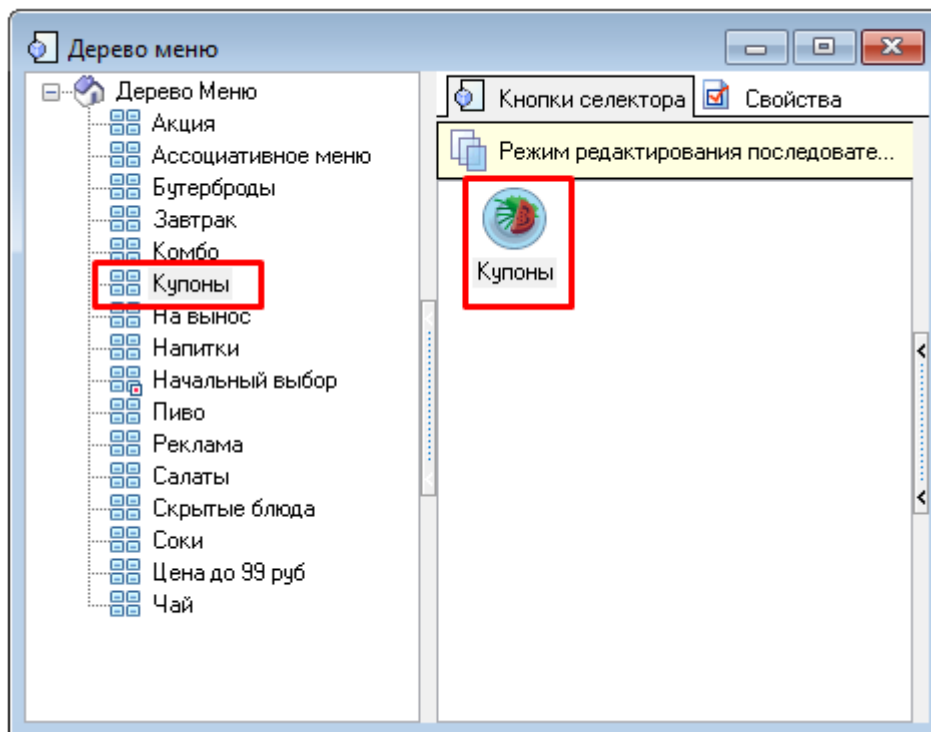 Дерево меню
Дерево Меню
Акция
Ассоциативное меню
Бутерброды
Завтрак
Комбо
Купоны
На вынос
Напитки
Начальный выбор
Пиво
Реклама
Салаты
Скрытые блюда
Соки
Цена до 99 руб
Чай
Кнопки селектора
Свойства
Режим редактирования последовате...
Купоны